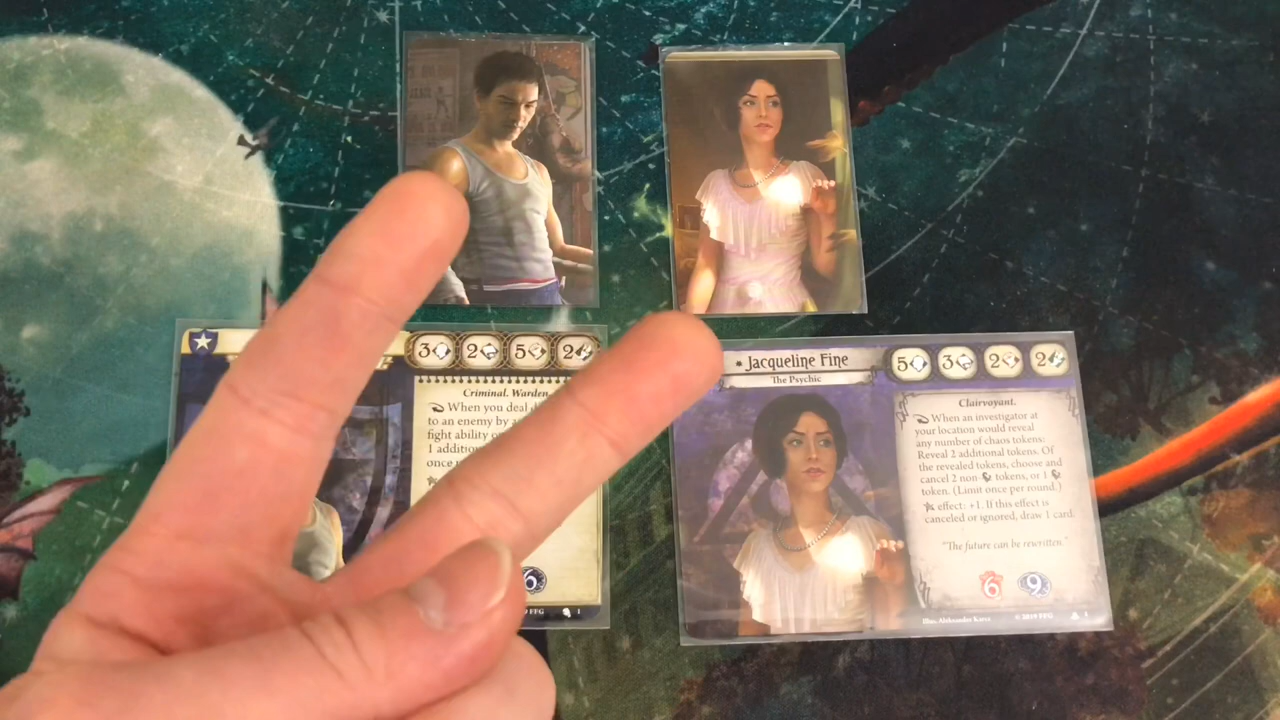 3 2 5 2
Criminal. Warden
When you deal
to an enemy by
fight ability
1
once
6
FFG 1
Jacqueline Fine
The Psychic
5 3 2 2
Clairvoyant.
When an investigator at
your location would reveal
any number of chaos tokens:
Reveal 2 additional tokens. Of
the revealed tokens, choose and
cancel 2 non- tokens, or 1
token. (Limit once per round.)
effect: +1. If this effect is
canceled or ignored, draw 1 card.
"The future can be rewritten."
6 9
Illus. Aleksander Karcz © 2019 FFG 1